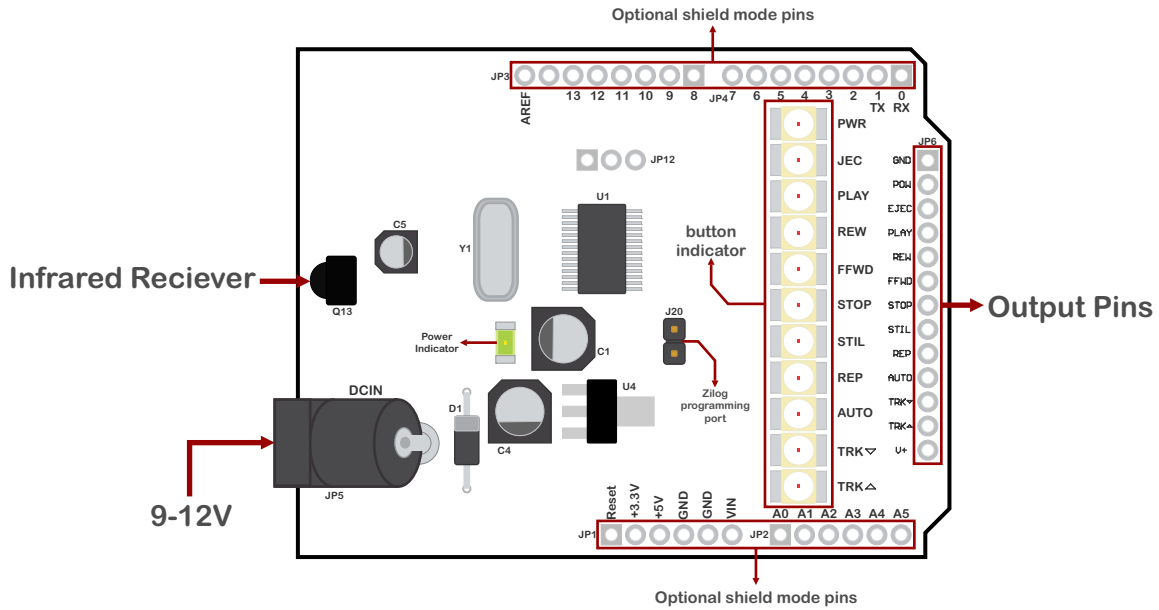 Optional shield mode pins
JP3
AREF 13 12 11 10 9 8 JP4 7 6 5 4 3 2 1 0
TX RX
PWR
JEC
PLAY
REW
FFWD
STOP
STIL
REP
AUTO
TRK▽
TRK△
JP6
GND
POW
EJEC
PLAY
REW
FFWD
STOP
STIL
REP
AUTO
TRK▼
TRK▲
V+
Output Pins
JP12
U1
C5
Y1
button
indicator
Infrared Reciever
Q13
Power
Indicator
C1
J20
Zilog
programming
port
DCIN
D1
C4
U4
JP5
9-12V
Reset +3.3V +5V GND GND VIN A0 A1 A2 A3 A4 A5
JP1 JP2
Optional shield mode pins